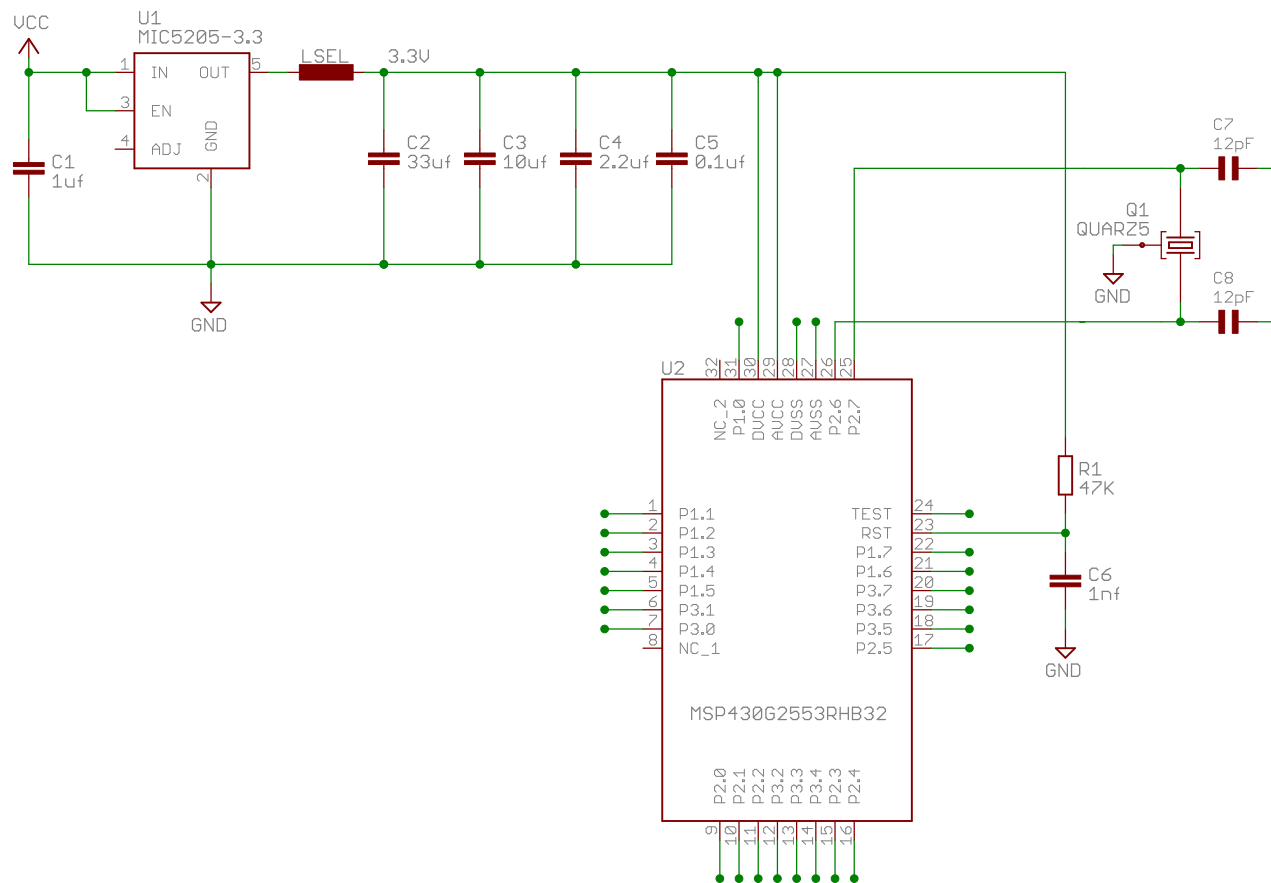 VCC
U1
MIC5205-3.3
1
IN
OUT
5
3
EN
4
ADJ
GND
2
LSEL
3.3V
C1
1uf
C2
33uf
C3
10uf
C4
2.2uf
C5
0.1uf
GND
C7
12pF
Q1
QUARZ5
GND
C8
12pF
U2
32
31
30
29
28
27
26
25
NC_2
P1.0
DVCC
AVCC
DVSS
AVSS
P2.6
P2.7
R1
47K
1
P1.1
TEST
24
2
P1.2
RST
23
3
P1.3
P1.7
22
4
P1.4
P1.6
21
5
P1.5
P3.7
20
6
P3.1
P3.6
19
7
P3.0
P3.5
18
8
NC_1
P2.5
17
C6
1nf
GND
MSP430G2553RHB32
P2.0
P2.1
P2.2
P3.2
P3.3
P3.4
P2.3
P2.4
9
10
11
12
13
14
15
16